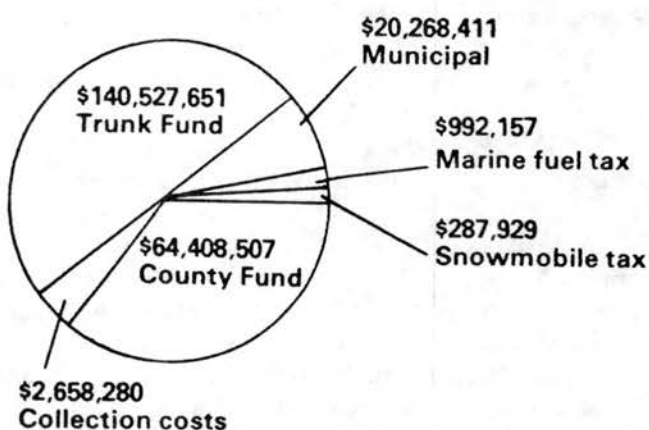 $20,268,411
Municipal
$140,527,651
Trunk Fund
$992,157
Marine fuel tax
$287,929
Snowmobile tax
$64,408,507
County Fund
$2,658,280
Collection costs